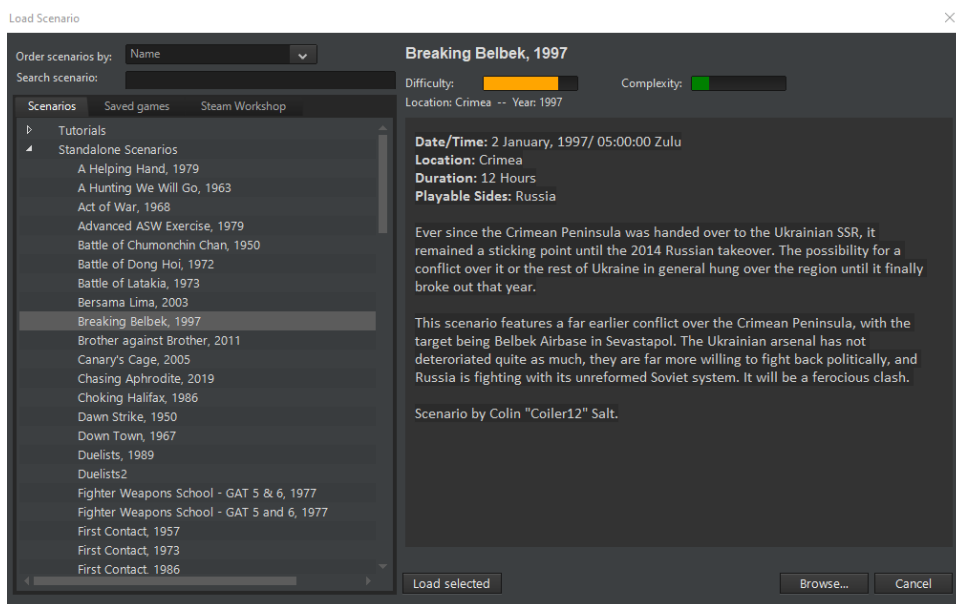 Load Scenario
Order scenarios by:
Name
Search scenario:
Scenarios
Saved games
Steam Workshop
Tutorials
Standalone Scenarios
A Helping Hand, 1979
A Hunting We Will Go, 1963
Act of War, 1968
Advanced ASW Exercise, 1979
Battle of Chumonchin Chan, 1950
Battle of Dong Hoi, 1972
Battle of Latakia, 1973
Bersama Lima, 2003
Breaking Belbek, 1997
Brother against Brother, 2011
Canary's Cage, 2005
Chasing Aphrodite, 2019
Choking Halifax, 1986
Dawn Strike, 1950
Down Town, 1967
Duelists, 1989
Duelists2
Fighter Weapons School - GAT 5 & 6, 1977
Fighter Weapons School - GAT 5 and 6, 1977
First Contact, 1957
First Contact, 1973
First Contact. 1986
Breaking Belbek, 1997
Difficulty:
Complexity:
Location: Crimea -- Year: 1997
Date/Time: 2 January, 1997/ 05:00:00 Zulu
Location: Crimea
Duration: 12 Hours
Playable Sides: Russia
Ever since the Crimean Peninsula was handed over to the Ukrainian SSR, it
remained a sticking point until the 2014 Russian takeover. The possibility for a
conflict over it or the rest of Ukraine in general hung over the region until it finally
broke out that year.
This scenario features a far earlier conflict over the Crimean Peninsula, with the
target being Belbek Airbase in Sevastapol. The Ukrainian arsenal has not
deteroriated quite as much, they are far more willing to fight back politically, and
Russia is fighting with its unreformed Soviet system. It will be a ferocious clash.
Scenario by Colin "Coiler12" Salt.
Load selected
Browse...
Cancel